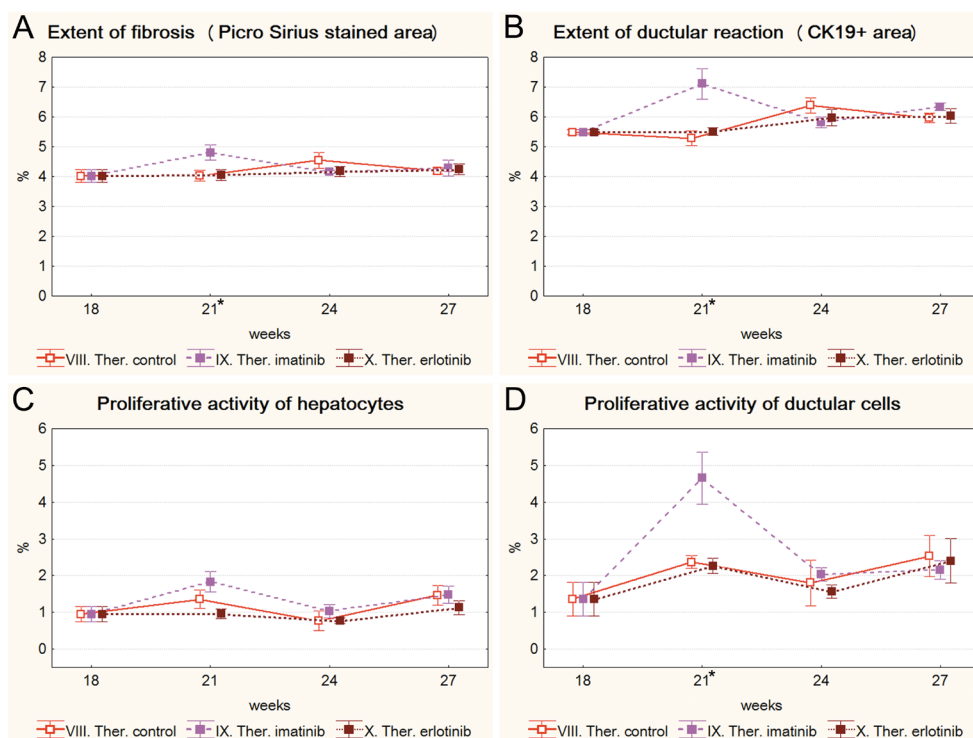 A Extent of fibrosis (Picro Sirius stained area)
8
7
6
5
4
3
2
1
0
%
18 21* 24 27
weeks
VIII. Ther. control IX. Ther. imatinib X. Ther. erlotinib
B Extent of ductular reaction (CK19+ area)
8
7
6
5
4
3
2
1
0
%
18 21* 24 27
weeks
VIII. Ther. control IX. Ther. imatinib X. Ther. erlotinib
C Proliferative activity of hepatocytes
6
5
4
3
2
1
0
%
18 21 24 27
weeks
VIII. Ther. control IX. Ther. imatinib X. Ther. erlotinib
D Proliferative activity of ductular cells
6
5
4
3
2
1
0
%
18 21* 24 27
weeks
VIII. Ther. control IX. Ther. imatinib X. Ther. erlotinib